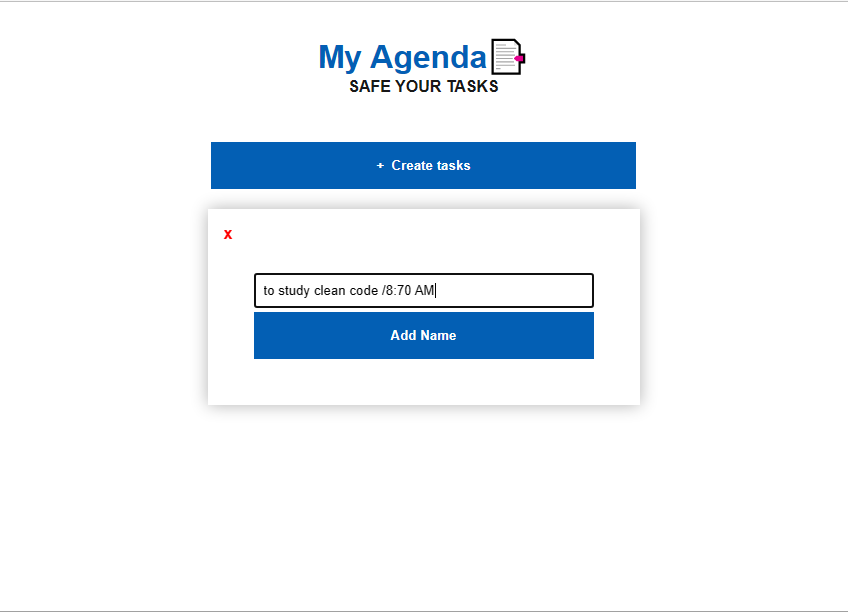 My Agenda
SAFE YOUR TASKS
+ Create tasks
x
to study clean code /8:70 AM
Add Name